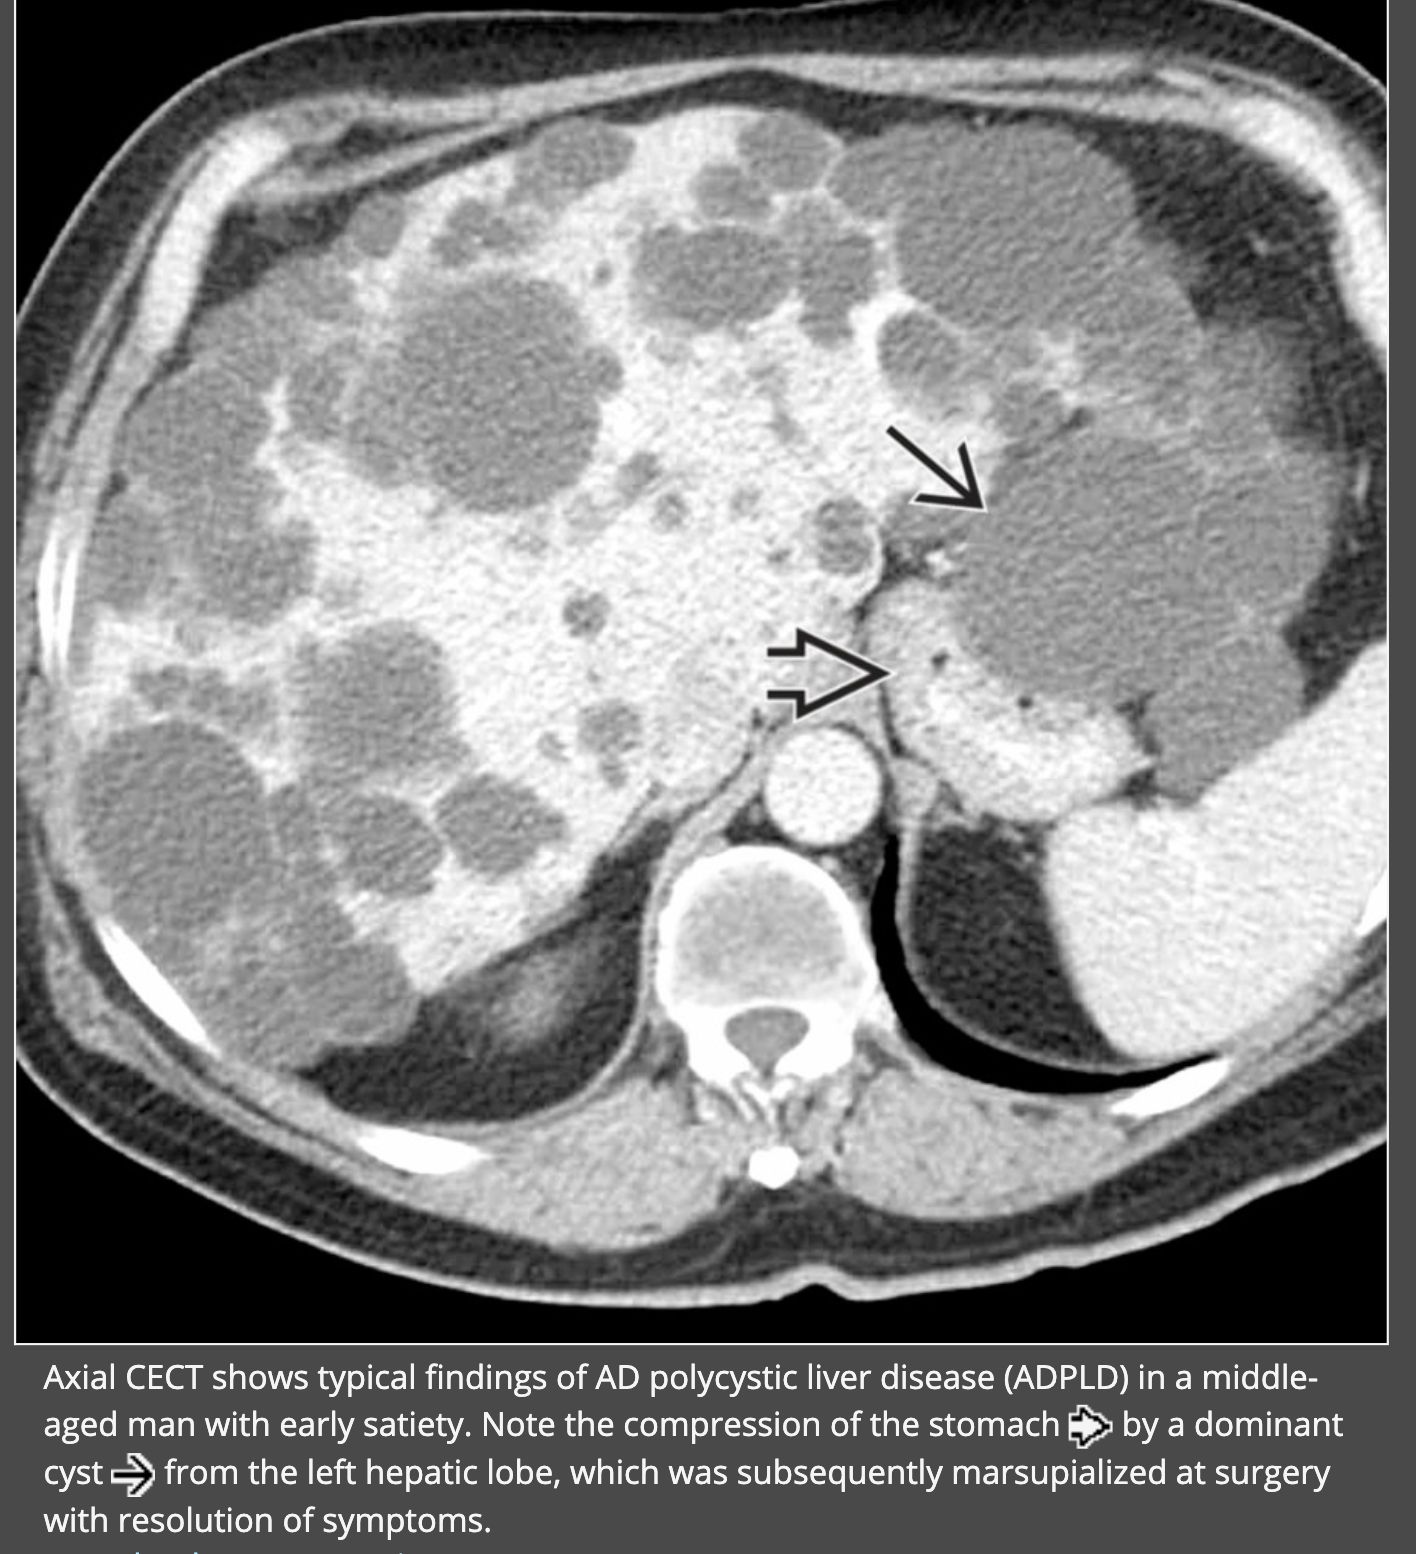 Axial CECT shows typical findings of AD polycystic liver disease (ADPLD) in a middle-
aged man with early satiety. Note the compression of the stomach by a dominant
cyst from the left hepatic lobe, which was subsequently marsupialized at surgery
with resolution of symptoms.